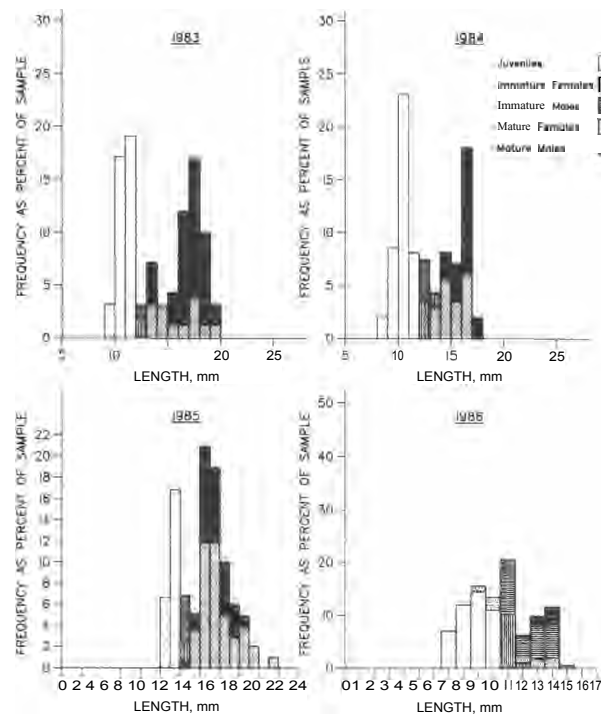 1983
FREQUENCY AS PERCENT OF SAMPLE
30
25
20
15
10
5
0
10 20 25
LENGTH, mm
1984
FREQUENCY AS PERCENT OF SAMPLE
30
25
20
15
10
5
0
5 10 15 20 25
LENGTH, mm
Juveniles
Immature Females
Immature Males
Mature Females
Mature Males
1985
FREQUENCY AS PERCENT OF SAMPLE
22
20
18
16
14
12
10
8
6
4
2
0
0 2 4 6 8 10 12 14 16 18 20 22 24
LENGTH, mm
1986
FREQUENCY AS PERCENT OF SAMPLE
50
40
30
20
10
0
0 1 2 3 4 5 6 7 8 9 10 11 12 13 14 15 16 17
LENGTH, mm